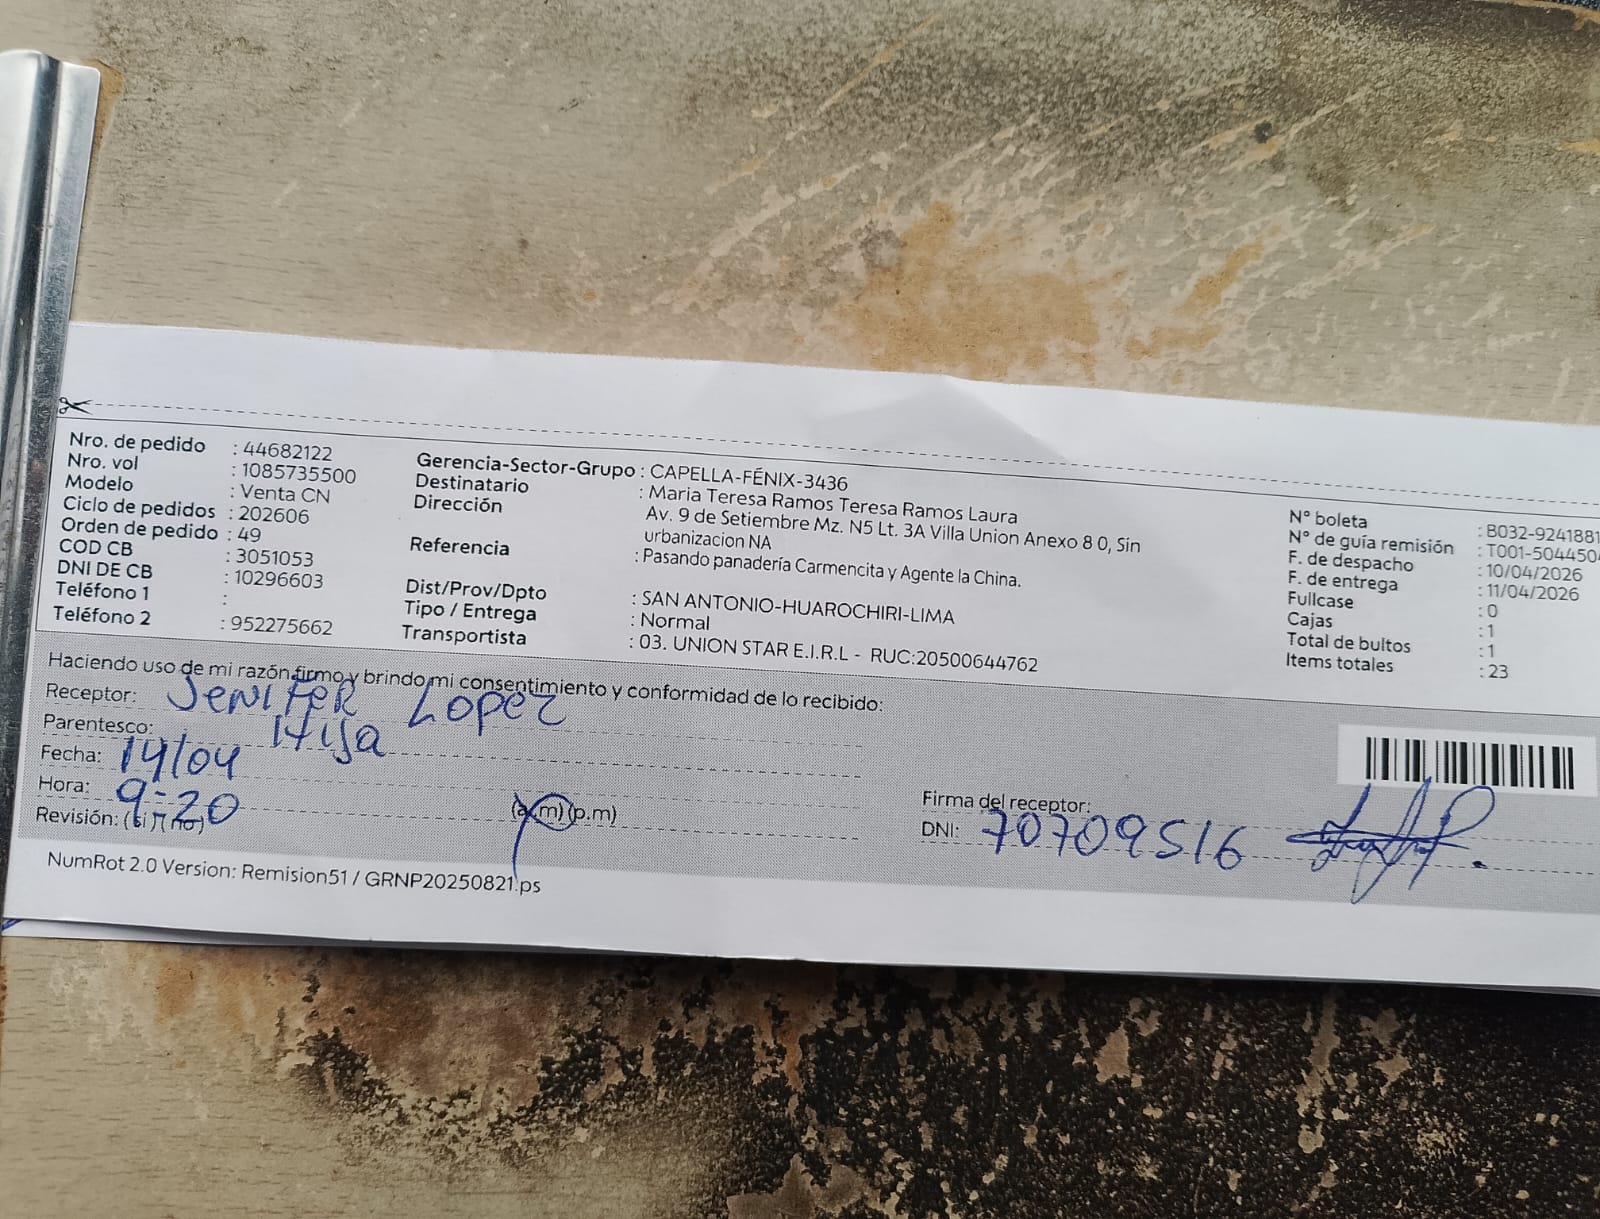 Nro. de pedido : 44682122
Nro. vol : 1085735500
Modelo : Venta CN
Ciclo de pedidos : 202606
Orden de pedido : 49
COD CB : 3051053
DNI DE CB : 10296603
Teléfono 1 :
Teléfono 2 : 952275662
Gerencia-Sector-Grupo : CAPELLA-FÉNIX-3436
Destinatario : Maria Teresa Ramos Teresa Ramos Laura
Dirección Av. 9 de Setiembre Mz. N5 Lt. 3A Villa Union Anexo 8 0, Sin
urbanizacion NA
Referencia : Pasando panadería Carmencita y Agente la China.
Dist/Prov/Dpto : SAN ANTONIO-HUAROCHIRI-LIMA
Tipo / Entrega : Normal
Transportista : 03. UNION STAR E.I.R.L - RUC:20500644762
N° boleta : B032-9241881
N° de guía remisión : T001-504450
F. de despacho : 10/04/2026
F. de entrega : 11/04/2026
Fullcase : 0
Cajas : 1
Total de bultos : 1
Items totales : 23
Haciendo uso de mi razón firmo y brindo mi consentimiento y conformidad de lo recibido:
Receptor: JENIFER LOPEZ
Parentesco: Hija
Fecha: 14/04
Hora: 9:20 (a.m) (p.m)
Revisión: (si) (no)
Firma del receptor:
DNI: 70709516
NumRot 2.0 Version: Remision51 / GRNP20250821.ps